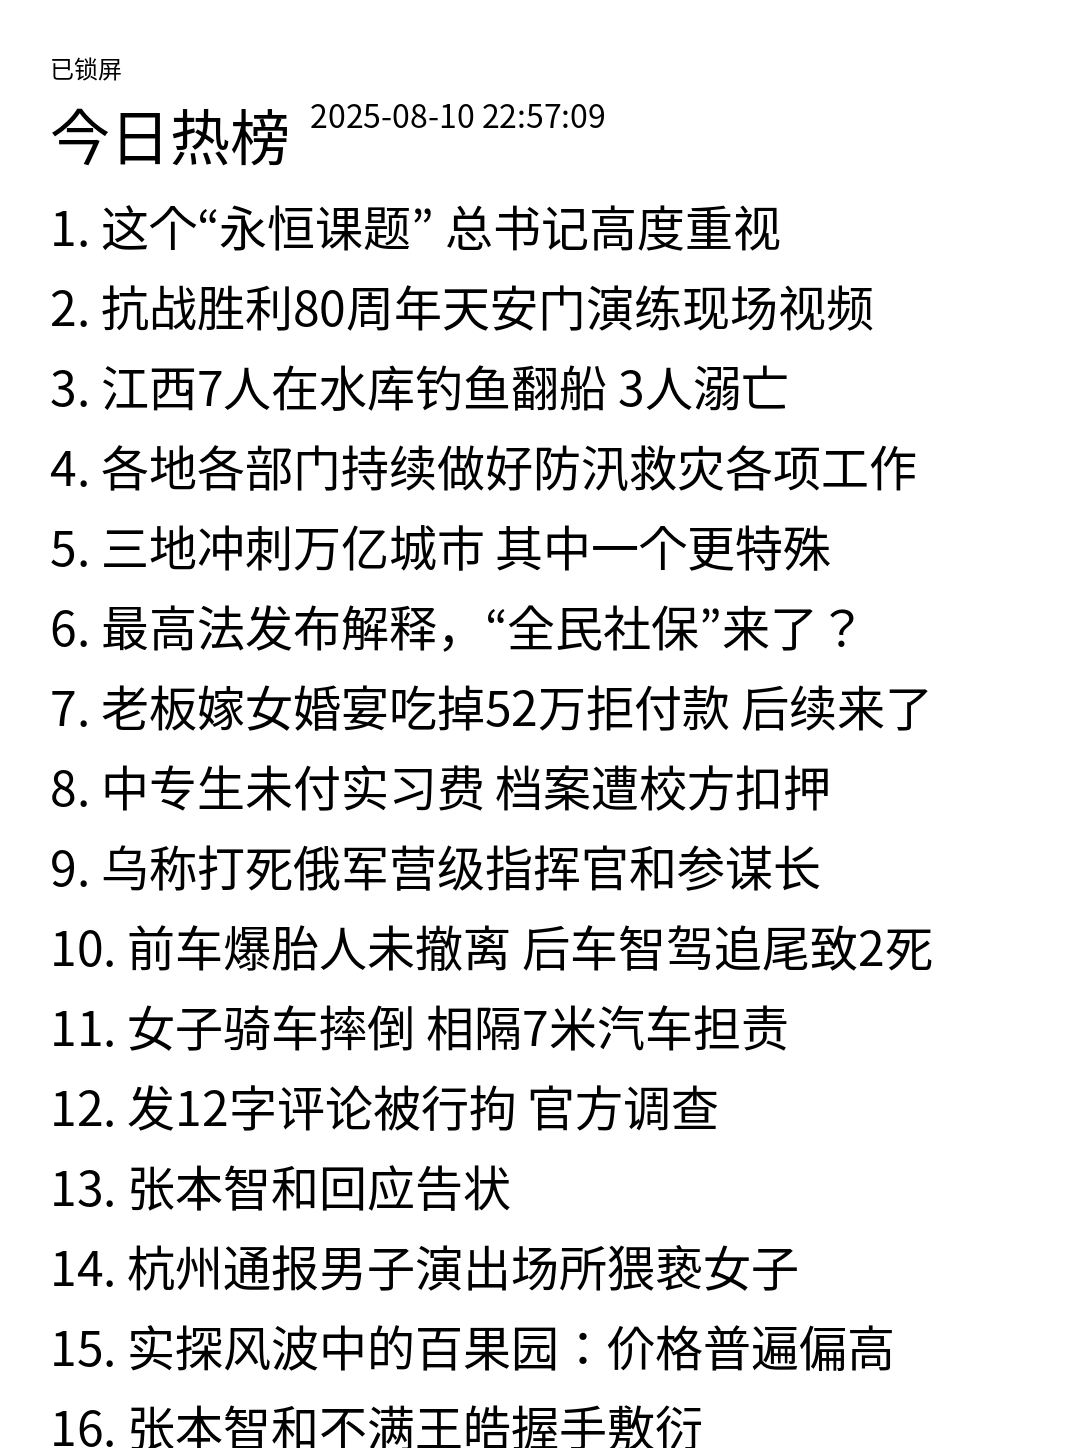 已锁屏
今日热榜 2025-08-10 22:57:09
1. 这个“永恒课题” 总书记高度重视
2. 抗战胜利80周年天安门演练现场视频
3. 江西7人在水库钓鱼翻船 3人溺亡
4. 各地各部门持续做好防汛救灾各项工作
5. 三地冲刺万亿城市 其中一个更特殊
6. 最高法发布解释，“全民社保”来了？
7. 老板嫁女婚宴吃掉52万拒付款 后续来了
8. 中专生未付实习费 档案遭校方扣押
9. 乌称打死俄军营级指挥官和参谋长
10. 前车爆胎人未撤离 后车智驾追尾致2死
11. 女子骑车摔倒 相隔7米汽车担责
12. 发12字评论被行拘 官方调查
13. 张本智和回应告状
14. 杭州通报男子演出场所猥亵女子
15. 实探风波中的百果园：价格普遍偏高
16. 张本智和不满王皓握手敷衍